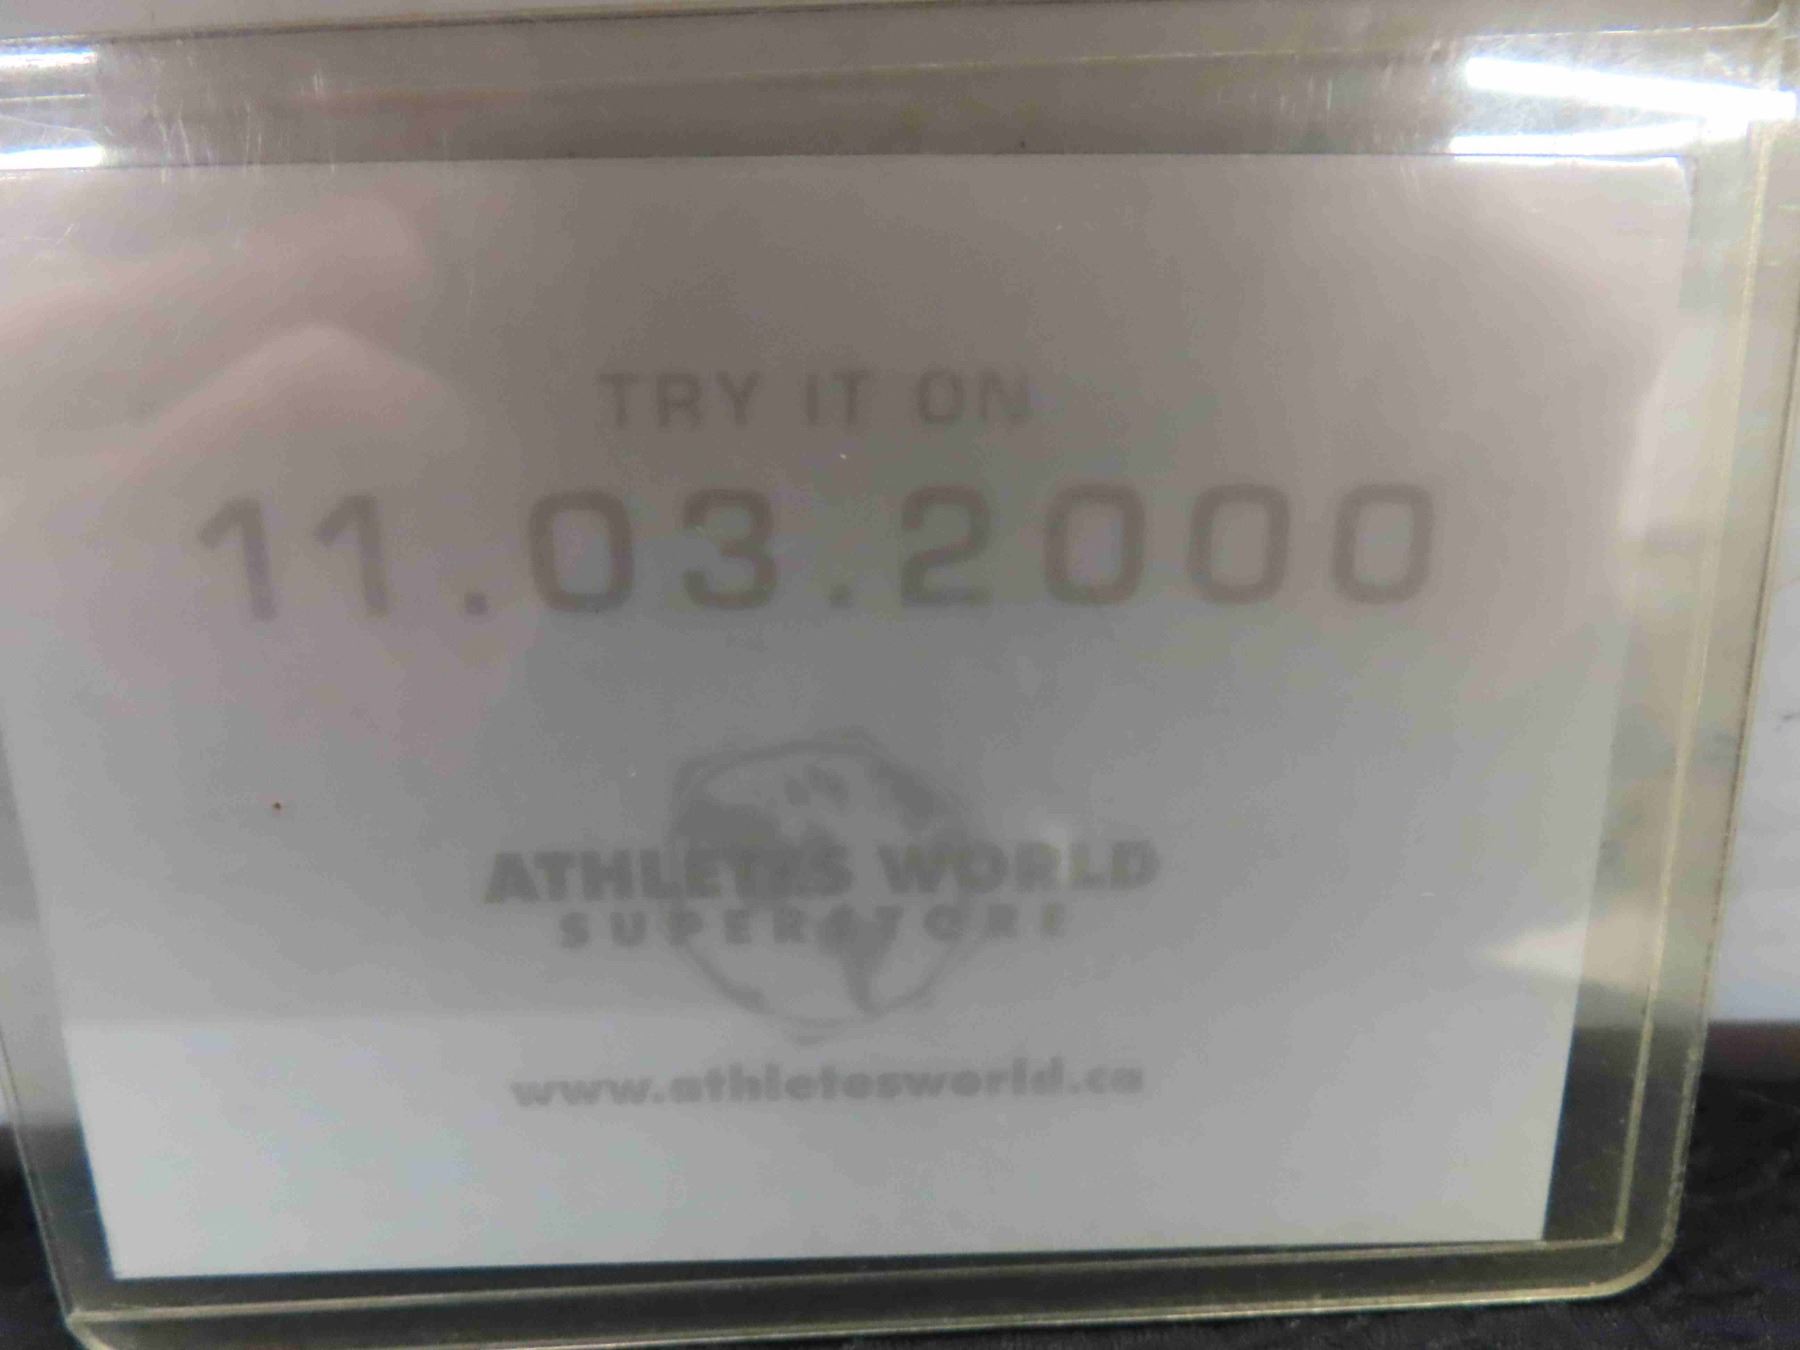 TRY IT ON
11.03.2000
ATHLETES WORLD
SUPERSTORE
www.athletesworld.ca